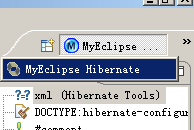 MyEclipse ...
MyEclipse Hibernate
xml (Hibernate Tools)
DOCTYPE:hibernate-configu
#comment